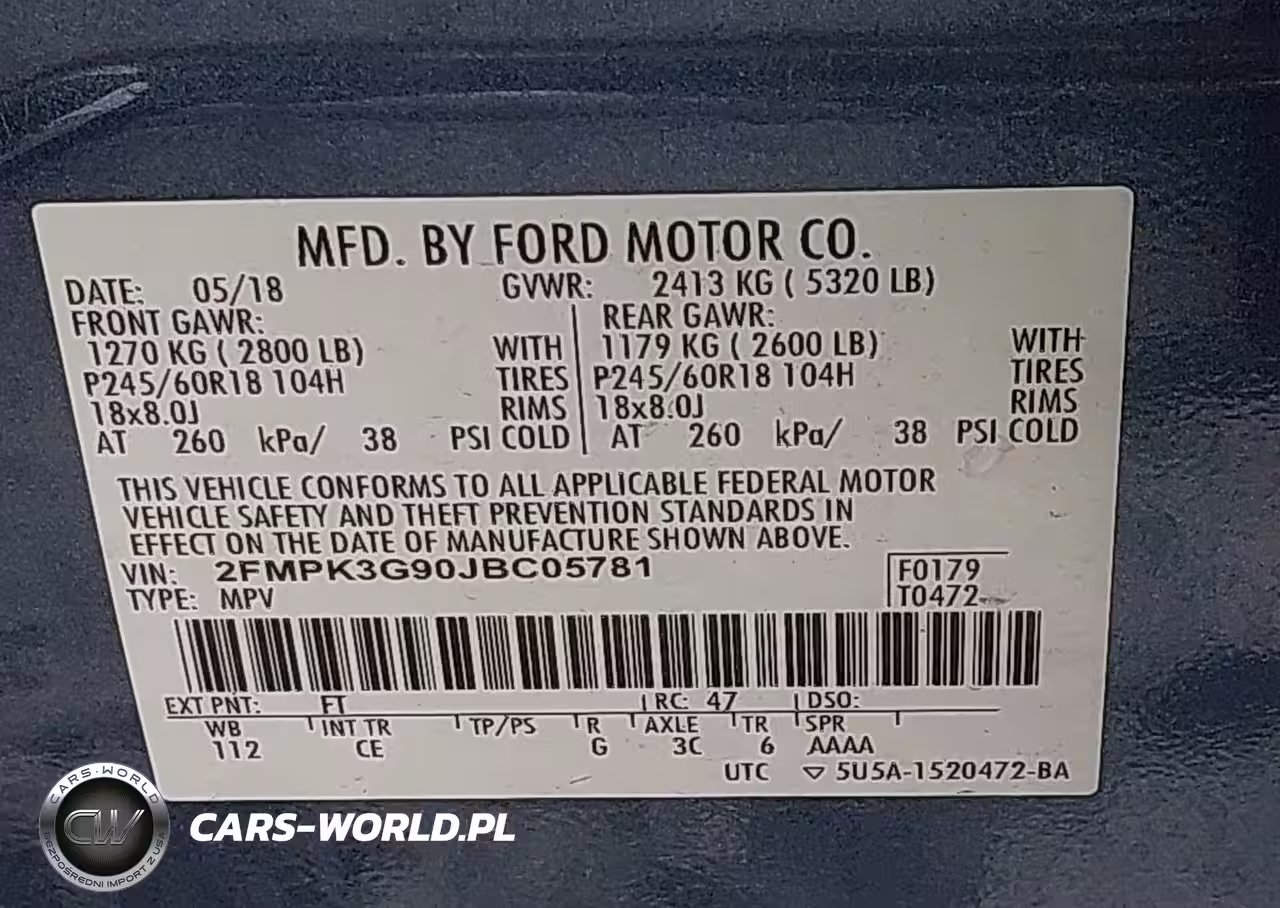 MFD. BY FORD MOTOR CO.
DATE: 05/18 GVWR: 2413 KG ( 5320 LB)
FRONT GAWR: REAR GAWR:
1270 KG ( 2800 LB) WITH 1179 KG ( 2600 LB) WITH
P245/60R18 104H TIRES P245/60R18 104H TIRES
18x8.0J RIMS 18x8.0J RIMS
AT 260 kPa/ 38 PSI COLD AT 260 kPa/ 38 PSI COLD
THIS VEHICLE CONFORMS TO ALL APPLICABLE FEDERAL MOTOR
VEHICLE SAFETY AND THEFT PREVENTION STANDARDS IN
EFFECT ON THE DATE OF MANUFACTURE SHOWN ABOVE.
VIN: 2FMPK3G90JBC05781 F0179
TYPE: MPV T0472
EXT PNT: FT RC: 47 DSO:
WB INT TR TP/PS R AXLE TR SPR
112 CE G 3C 6 AAAA
UTC ▽ 5U5A-1520472-BA
CARS-WORLD
CW
BEZPOŚREDNI IMPORT Z USA
CARS-WORLD.PL